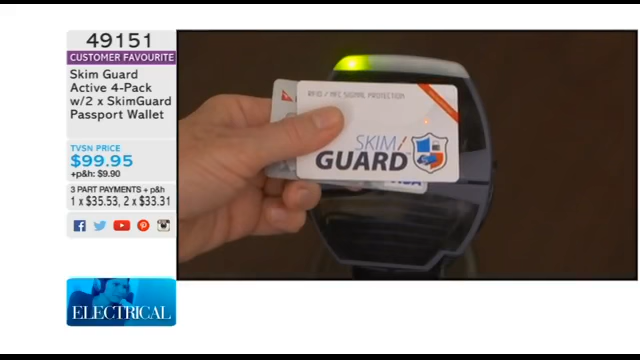 49151
CUSTOMER FAVOURITE
Skim Guard
Active 4-Pack
w/2 x SkimGuard
Passport Wallet
TVSN PRICE
$99.95
+p&h: $9.90
3 PART PAYMENTS + p&h
1 x $35.53, 2 x $33.31
ELECTRICAL
RFID / NFC SIGNAL PROTECTION
SKIM
GUARD
VISA